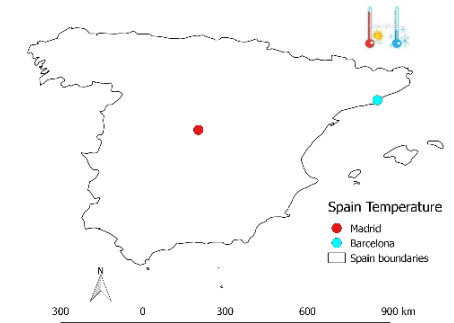 Spain Temperature
Madrid
Barcelona
Spain boundaries
N
300 0 300 600 900 km